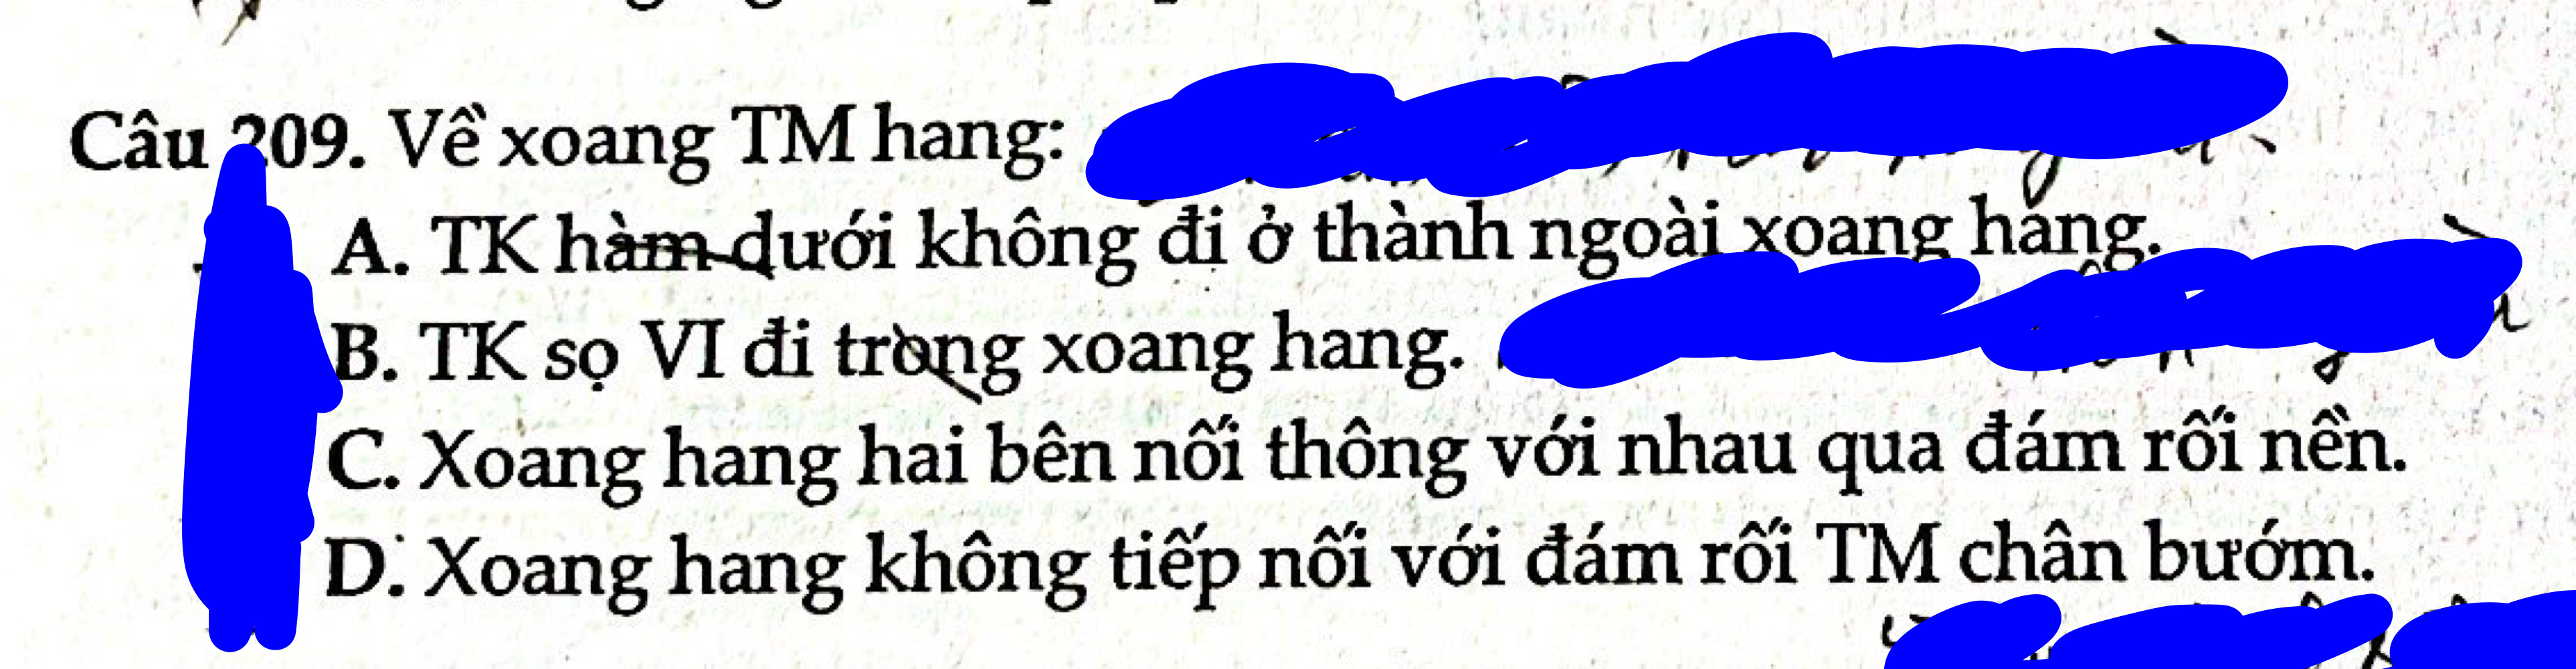 Câu 209. Về xoang TM hang:
A. TK hàm dưới không đi ở thành ngoài xoang hang.
B. TK sọ VI đi trong xoang hang.
C. Xoang hang hai bên nối thông với nhau qua đám rối nền.
D. Xoang hang không tiếp nối với đám rối TM chân bướm.